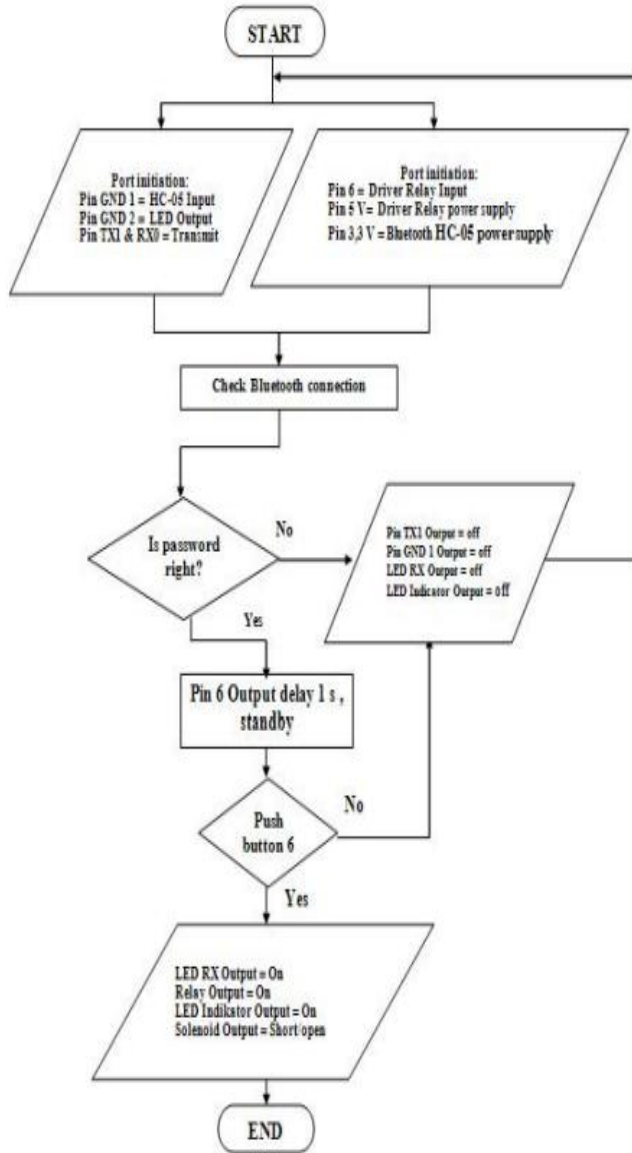 START
Port initiation:
Pin GND 1 = HC-05 Input
Pin GND 2 = LED Output
Pin TX1 & RX0 = Transmit
Port initiation:
Pin 6 = Driver Relay Input
Pin 5 V= Driver Relay power supply
Pin 3,3 V = Bluetooth HC-05 power supply
Check Bluetooth connection
Is password
right?
No
Pin TX1 Output = off
Pin GND 1 Output = off
LED RX Output = off
LED Indicator Output = off
Yes
Pin 6 Output delay 1 s ,
standby
Push
button 6
No
Yes
LED RX Output = On
Relay Output = On
LED Indikator Output = On
Solenoid Output = Short/open
END